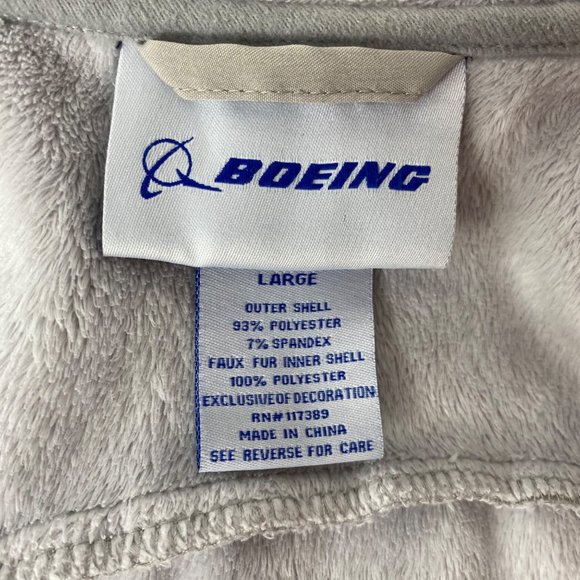 BOEING
LARGE
OUTER SHELL
93% POLYESTER
7% SPANDEX
FAUX FUR INNER SHELL
100% POLYESTER
EXCLUSIVE OF DECORATION
RN# 117389
MADE IN CHINA
SEE REVERSE FOR CARE